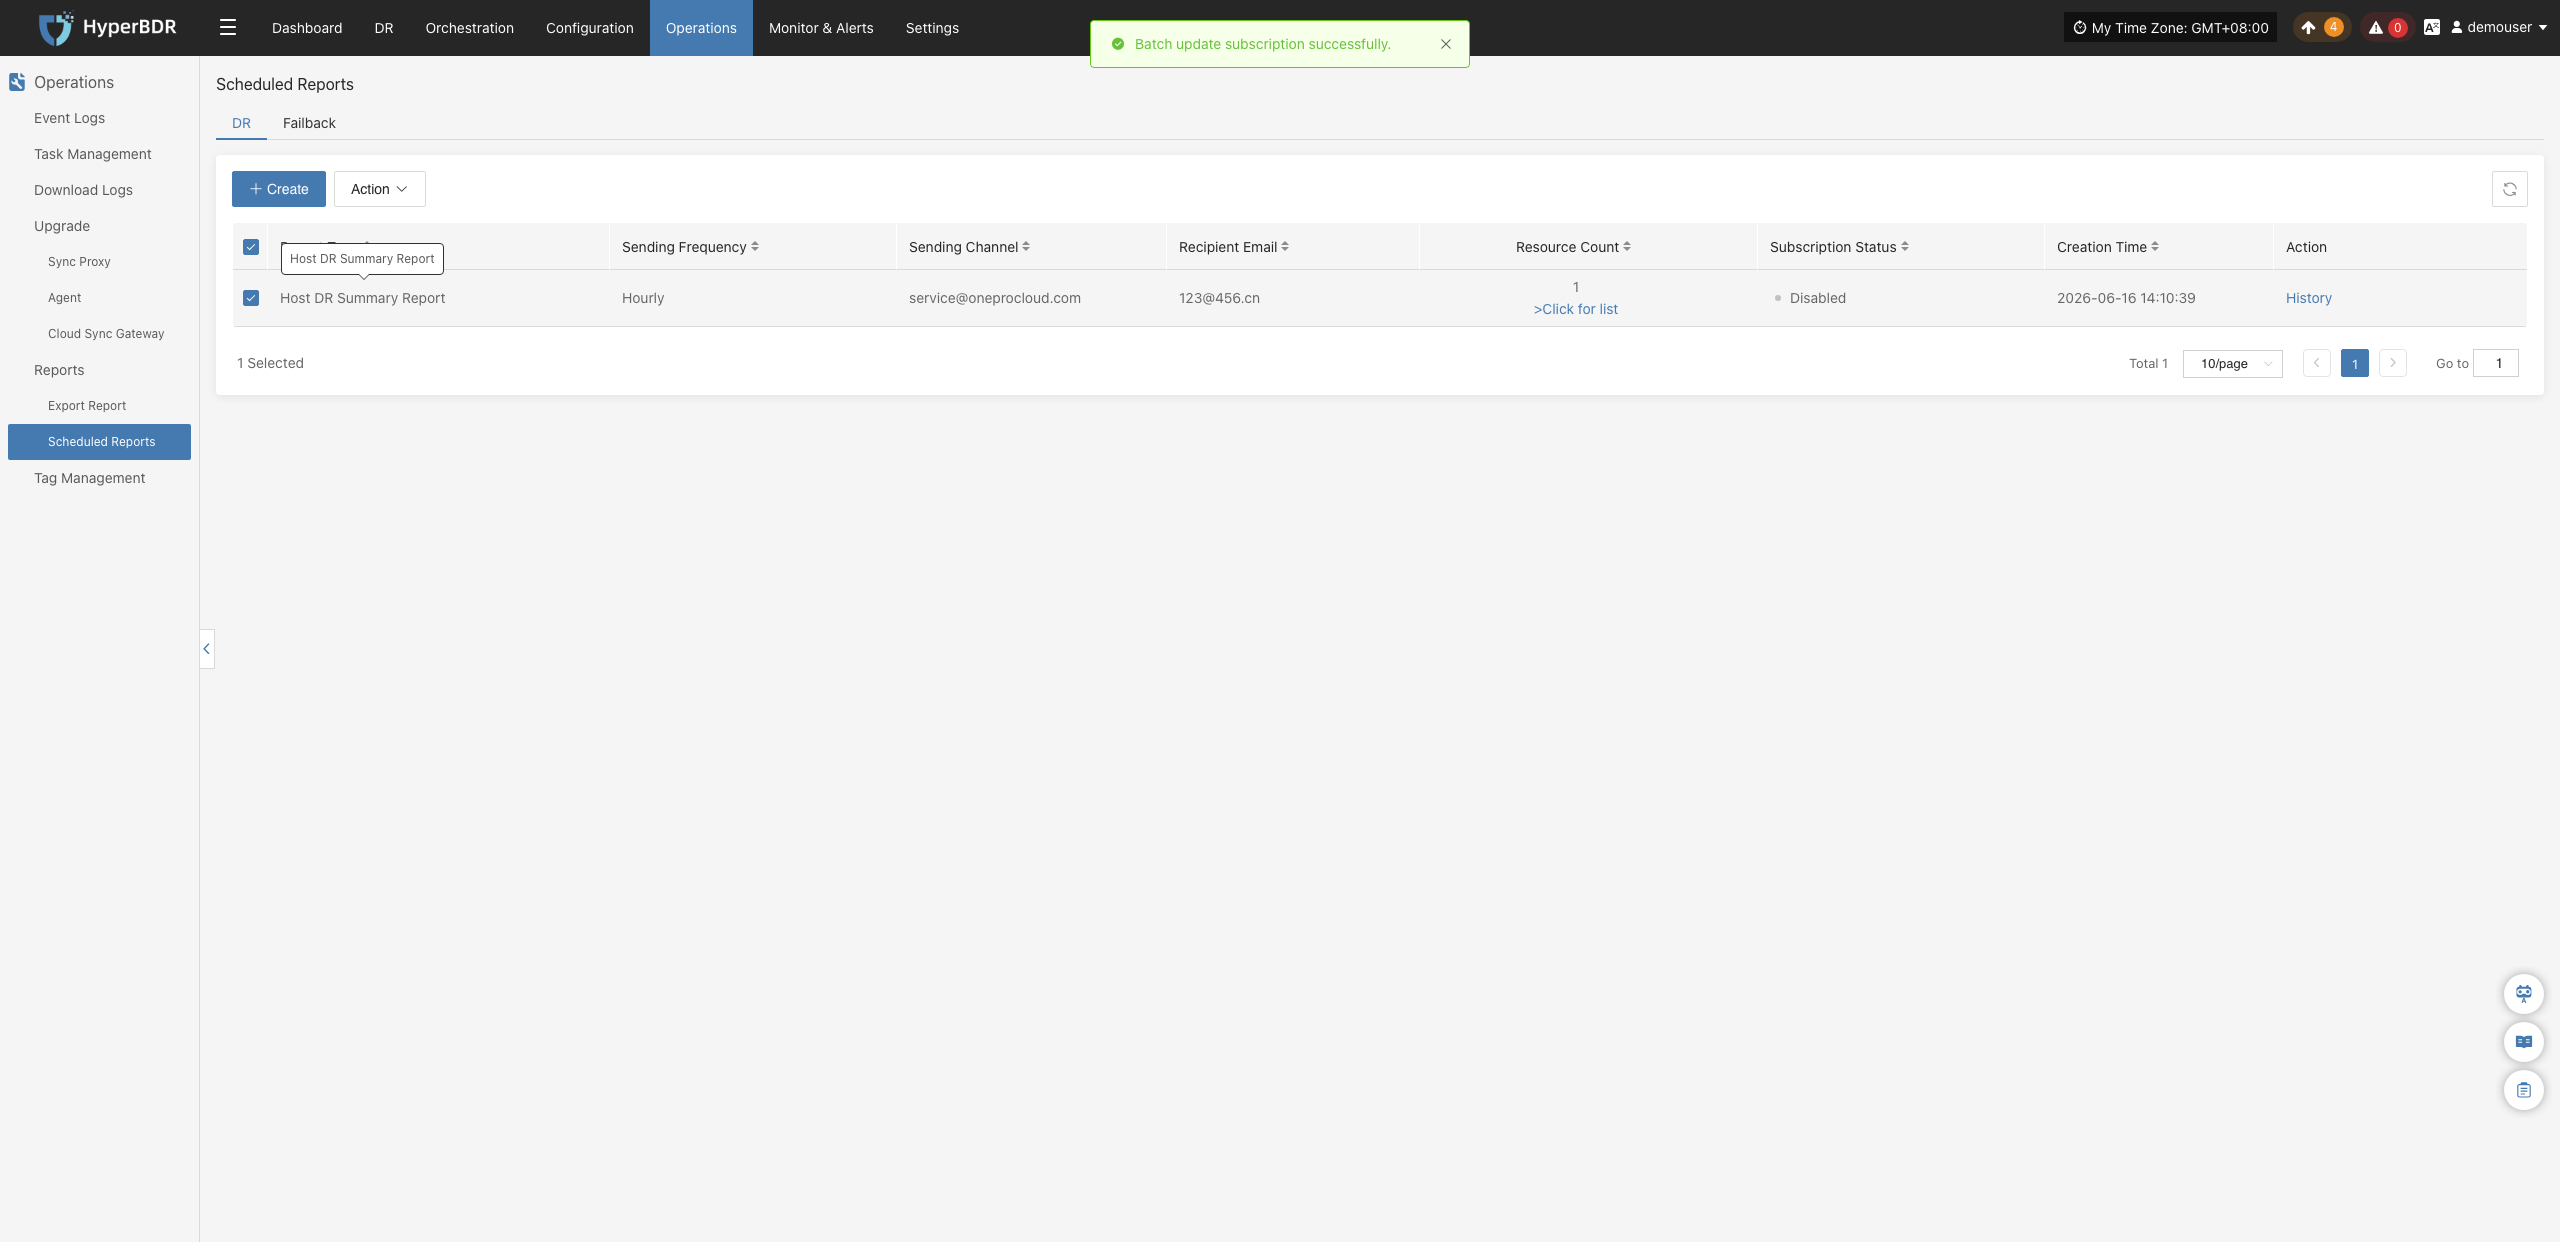 HyperBDR
Dashboard DR Orchestration Configuration Operations Monitor & Alerts Settings
Batch update subscription successfully.
My Time Zone: GMT+08:00 4 0 demouser
Operations
Event Logs
Task Management
Download Logs
Upgrade
Sync Proxy
Agent
Cloud Sync Gateway
Reports
Export Report
Scheduled Reports
Tag Management
Scheduled Reports
DR Failback
Create Action
Sending Frequency Sending Channel Recipient Email Resource Count Subscription Status Creation Time Action
Host DR Summary Report
Host DR Summary Report Hourly service@oneprocloud.com 123@456.cn 1 Disabled 2026-06-16 14:10:39 History
>Click for list
1 Selected Total 1 10/page 1 Go to 1